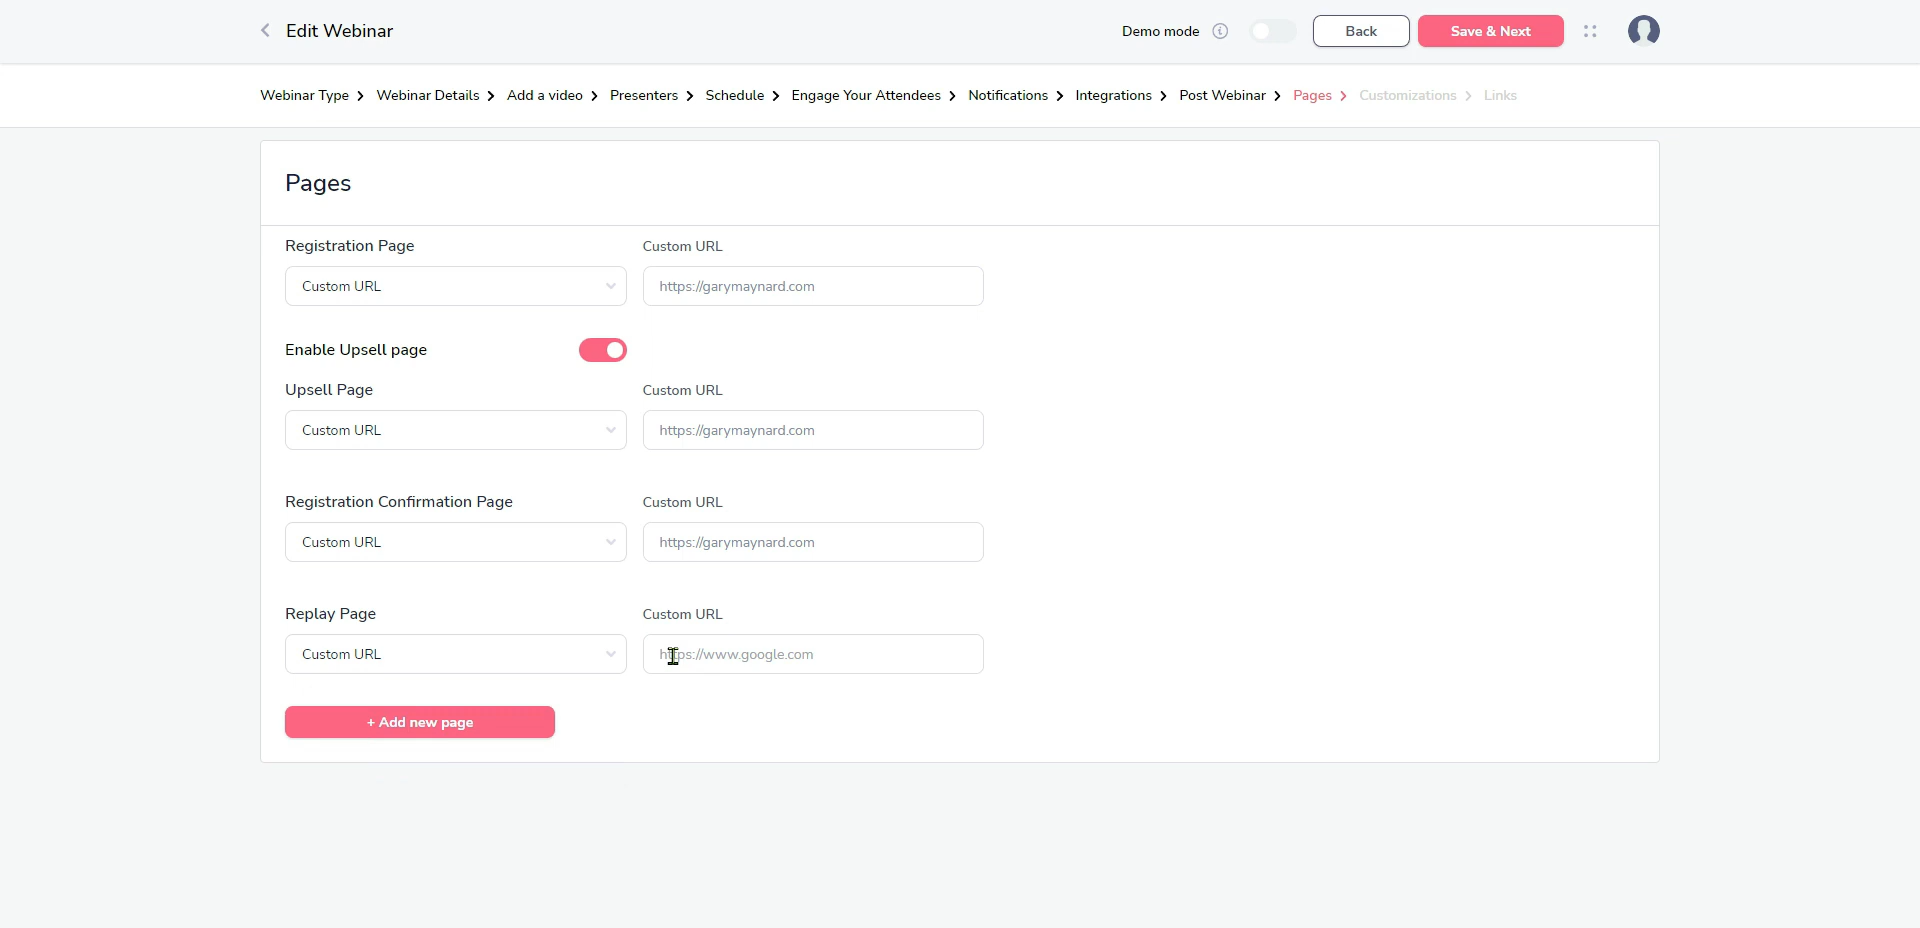 Edit Webinar
Demo mode
Back
Save & Next
Webinar Type
Webinar Details
Add a video
Presenters
Schedule
Engage Your Attendees
Notifications
Integrations
Post Webinar
Pages
Customizations
Links
Pages
Registration Page
Custom URL
Custom URL
https://garymaynard.com
Enable Upsell page
Upsell Page
Custom URL
Custom URL
https://garymaynard.com
Registration Confirmation Page
Custom URL
Custom URL
https://garymaynard.com
Replay Page
Custom URL
Custom URL
https://www.google.com
+ Add new page